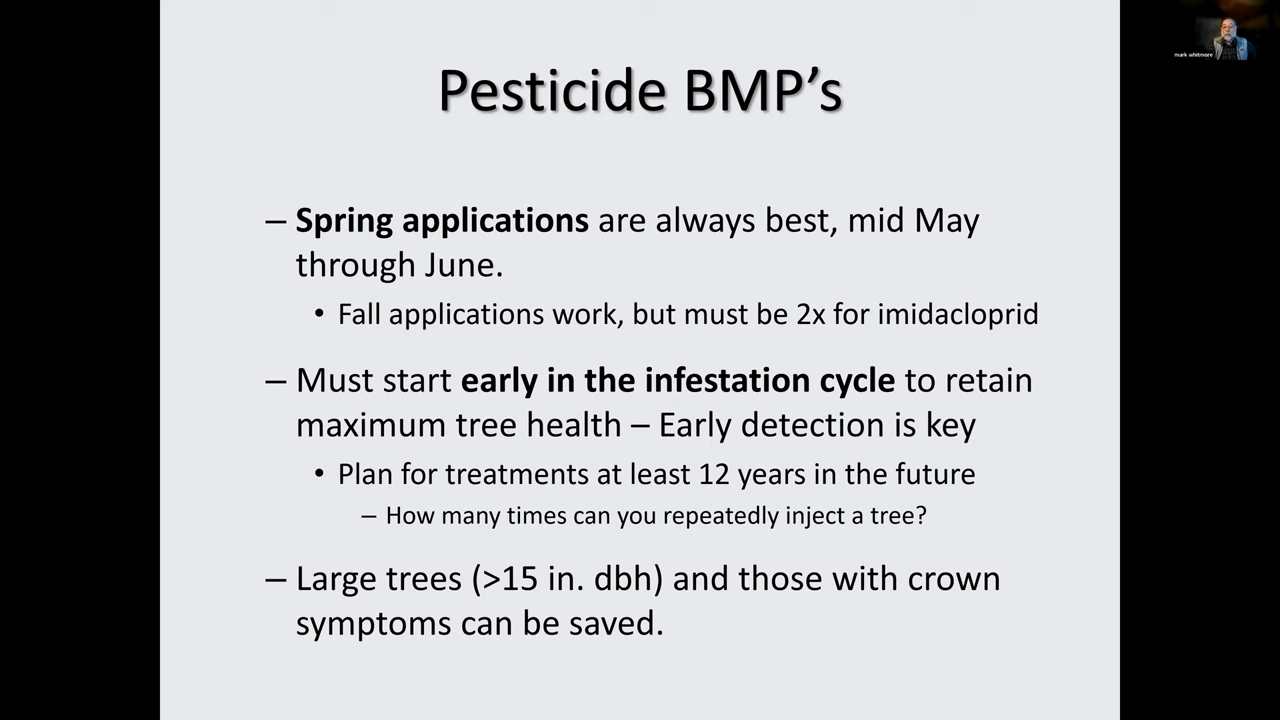 Pesticide BMP's
– Spring applications are always best, mid May
through June.
• Fall applications work, but must be 2x for imidacloprid
– Must start early in the infestation cycle to retain
maximum tree health – Early detection is key
• Plan for treatments at least 12 years in the future
– How many times can you repeatedly inject a tree?
– Large trees (>15 in. dbh) and those with crown
symptoms can be saved.
mark whitmore